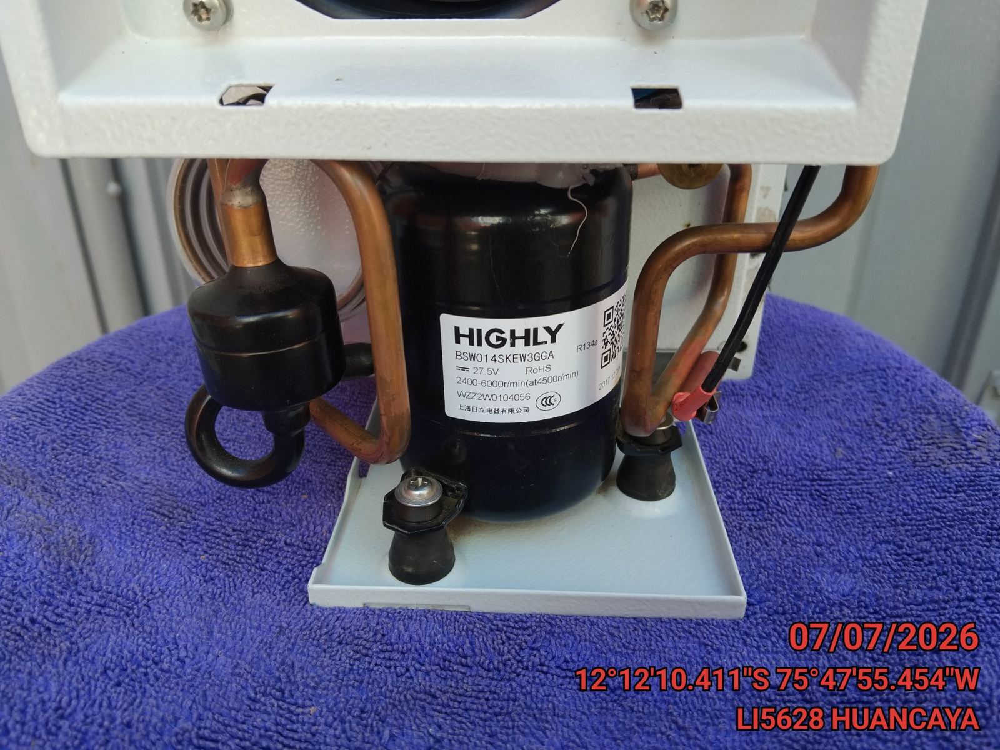 HIGHLY
R134a
BSW014SKEW3GGA
27.5V RoHS
2400-6000r/min(at4500r/min)
WZZ2W0104056
CCC S
上海日立电器有限公司
07/07/2026
12°12'10.411"S 75°47'55.454"W
LI5628 HUANCAYA